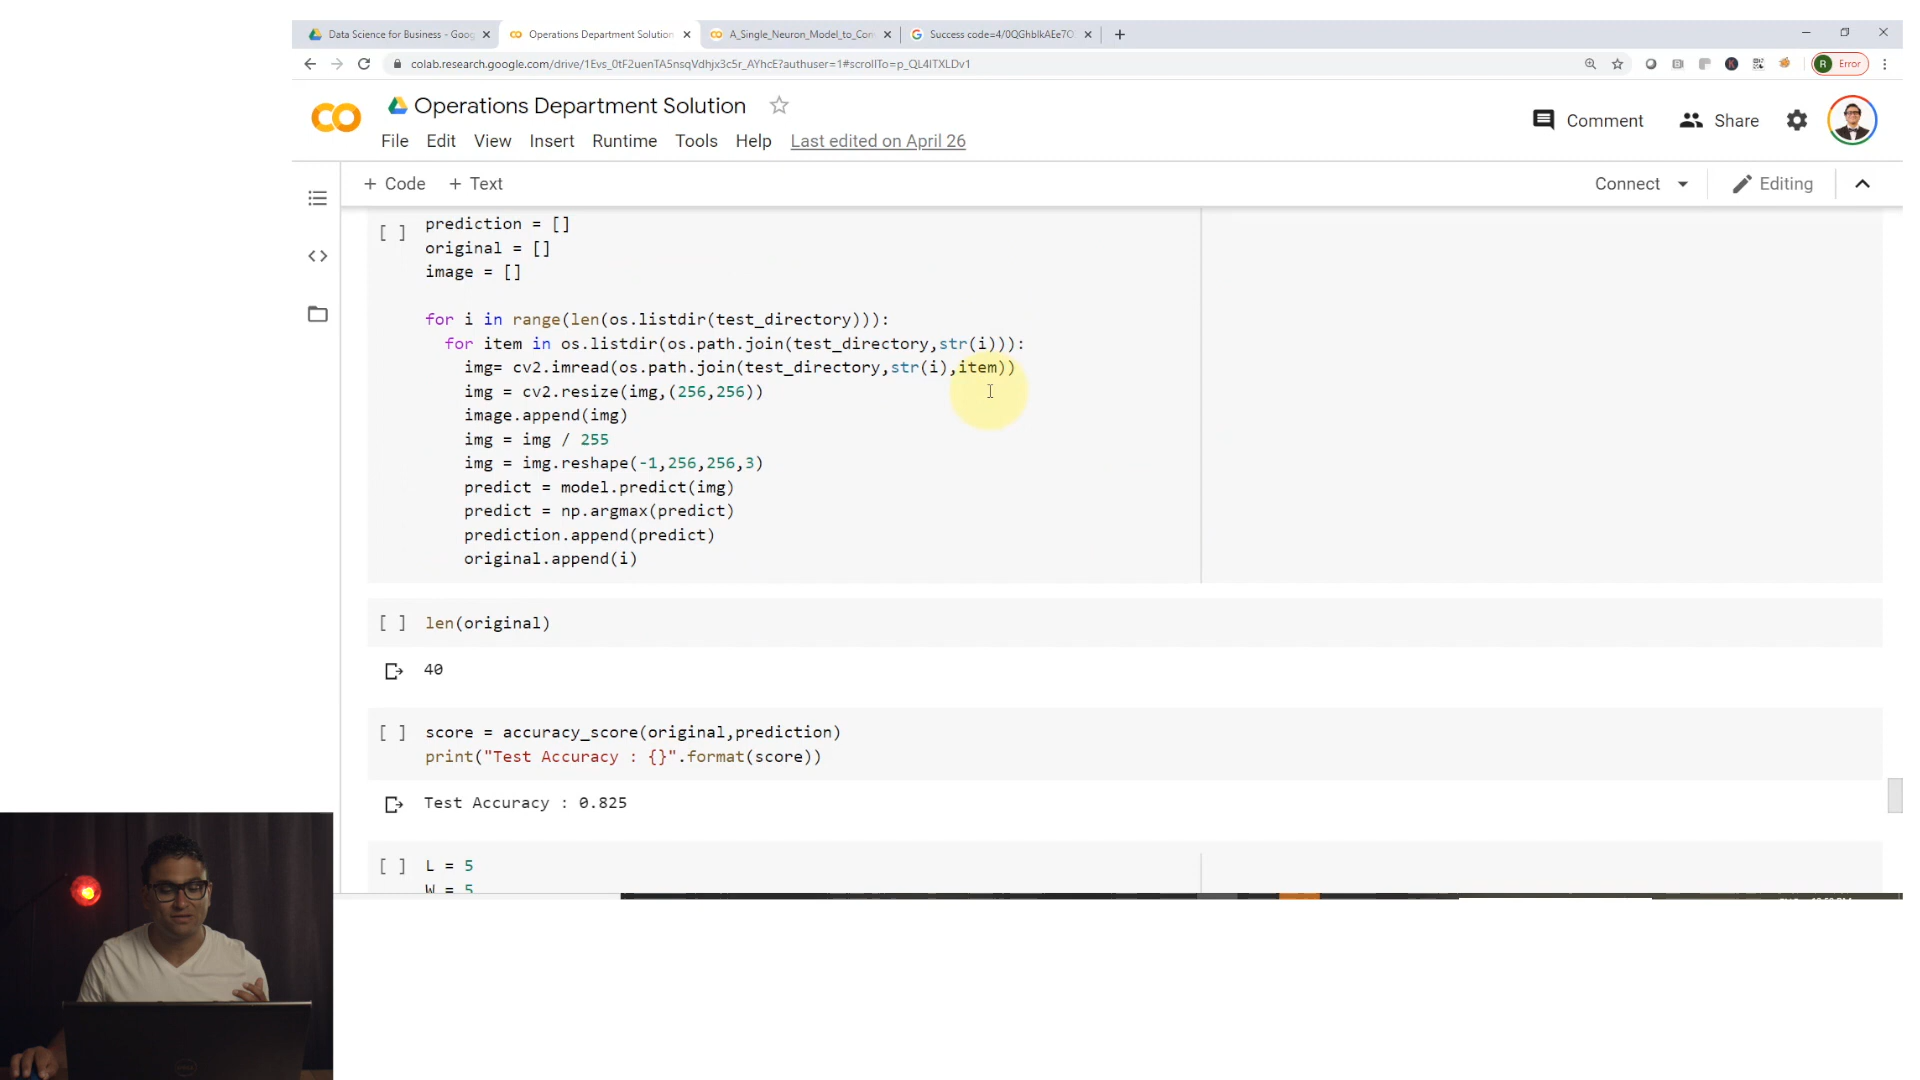 Data Science for Business - Goog
Operations Department Solution
A_Single_Neuron_Model_to_Con
Success code=4/0QGhblkAEe7O
colab.research.google.com/drive/1Evs_0tF2uenTA5nsqVdhjx3c5r_AYhcE?authuser=1#scrollTo=p_QL4ITXLDv1
R Error
CO Operations Department Solution
Comment Share
File Edit View Insert Runtime Tools Help Last edited on April 26
+ Code + Text
Connect Editing
[ ] prediction = []
original = []
image = []
for i in range(len(os.listdir(test_directory))):
for item in os.listdir(os.path.join(test_directory,str(i))):
img= cv2.imread(os.path.join(test_directory,str(i),item))
img = cv2.resize(img,(256,256))
image.append(img)
img = img / 255
img = img.reshape(-1,256,256,3)
predict = model.predict(img)
predict = np.argmax(predict)
prediction.append(predict)
original.append(i)
[ ] len(original)
40
[ ] score = accuracy_score(original,prediction)
print("Test Accuracy : {}".format(score))
Test Accuracy : 0.825
[ ] L = 5
W = 5